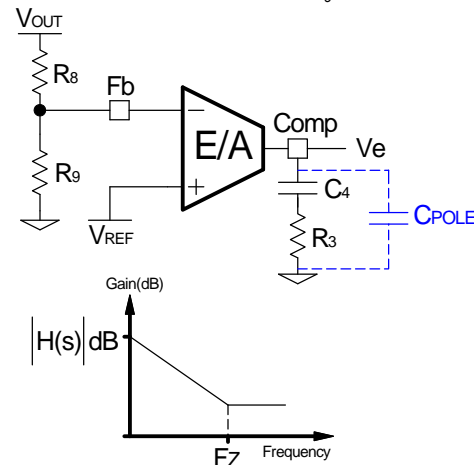 VOUT
R8
Fb
R9
VREF
−
+
E/A
Comp
Ve
C4
R3
CPOLE
Gain(dB)
|H(s)|dB
FZ
Frequency